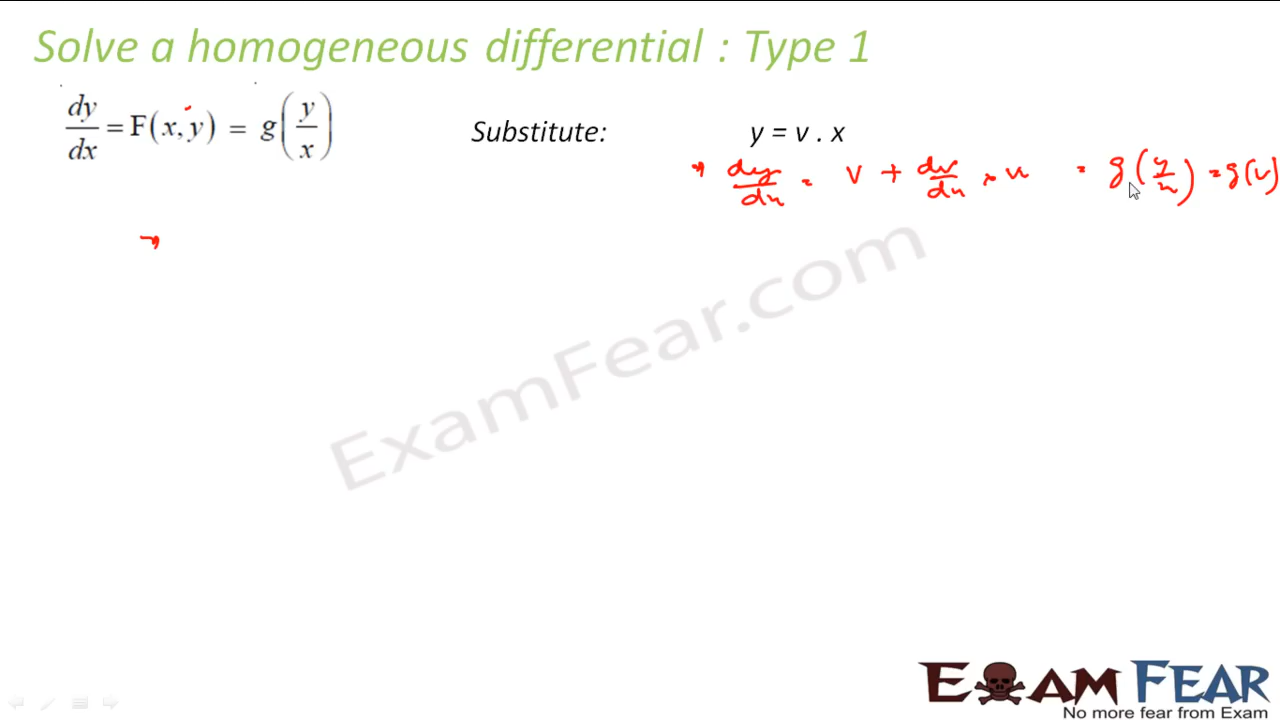 Solve a homogeneous differential : Type 1
dy/dx = F(x, y) = g(y/x) Substitute: y = v . x
→ dy/dx = v + dv/dx × x = g(y/x) = g(v)
→
ExamFear.com
EXAM FEAR
No more fear from Exam